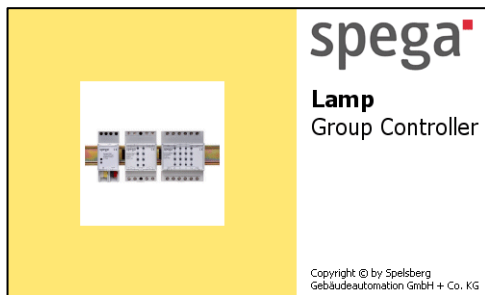 spega
Lamp
Group Controller
Copyright © by Spelsberg
Gebäudeautomation GmbH + Co. KG